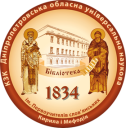 КЗК "Дніпропетровська обласна універсальна наукова
Бібліотека
1834
ім. Первоучителів слов'янських
Кирила і Мефодія